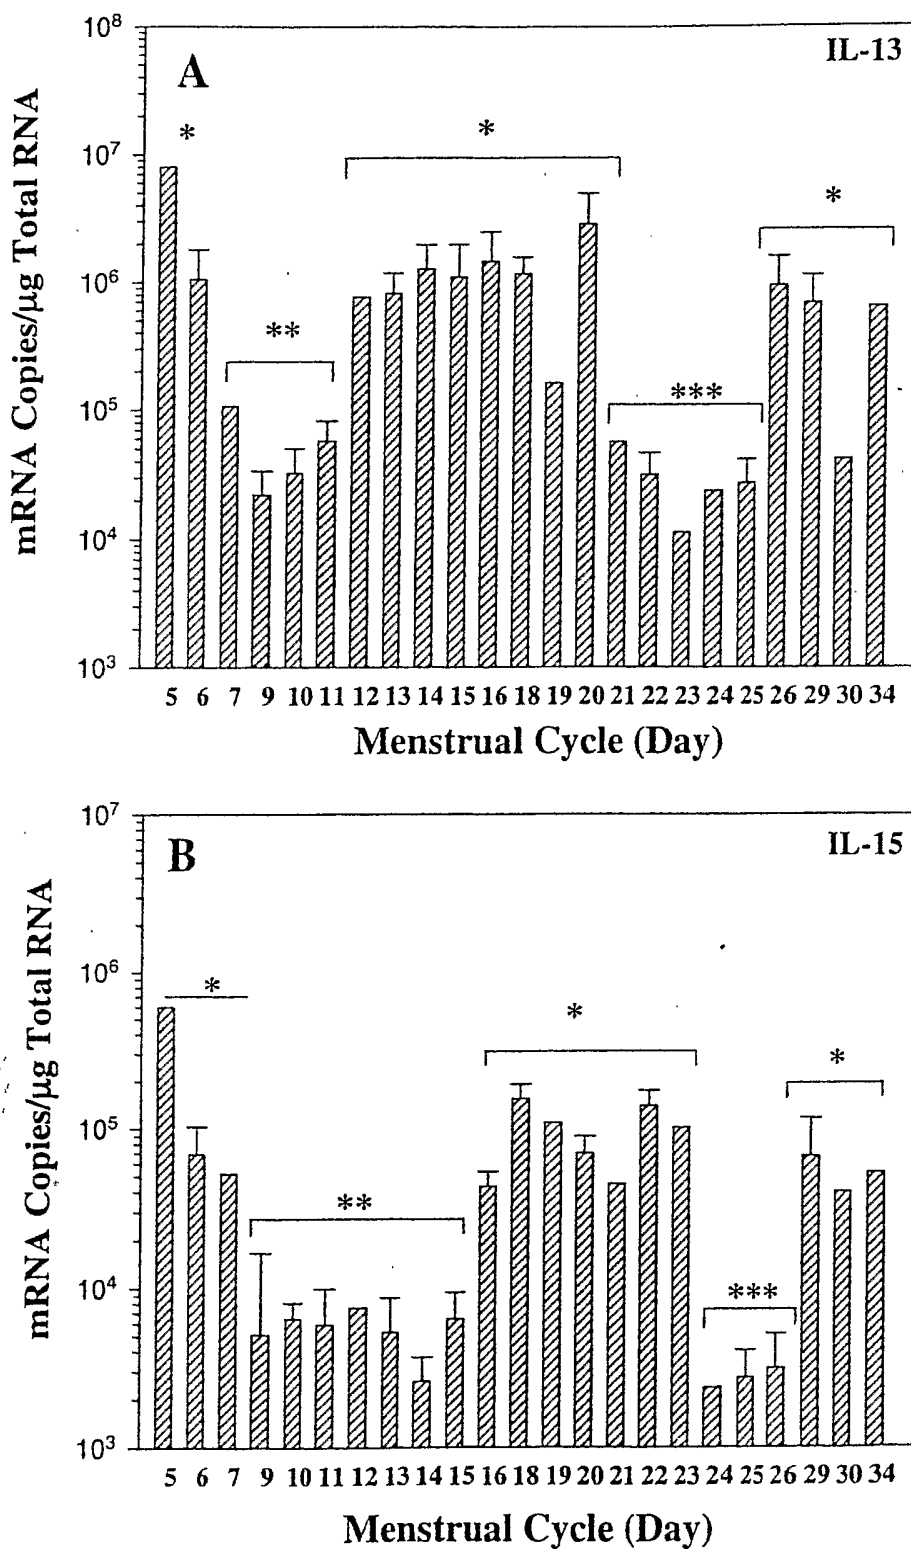 A
IL-13
mRNA Copies/μg Total RNA
10⁸
10⁷
10⁶
10⁵
10⁴
10³
*
**
*
***
*
5 6 7 9 10 11 12 13 14 15 16 18 19 20 21 22 23 24 25 26 29 30 34
Menstrual Cycle (Day)
B
IL-15
mRNA Copies/μg Total RNA
10⁷
10⁶
10⁵
10⁴
10³
*
**
*
***
*
5 6 7 9 10 11 12 13 14 15 16 18 19 20 21 22 23 24 25 26 29 30 34
Menstrual Cycle (Day)